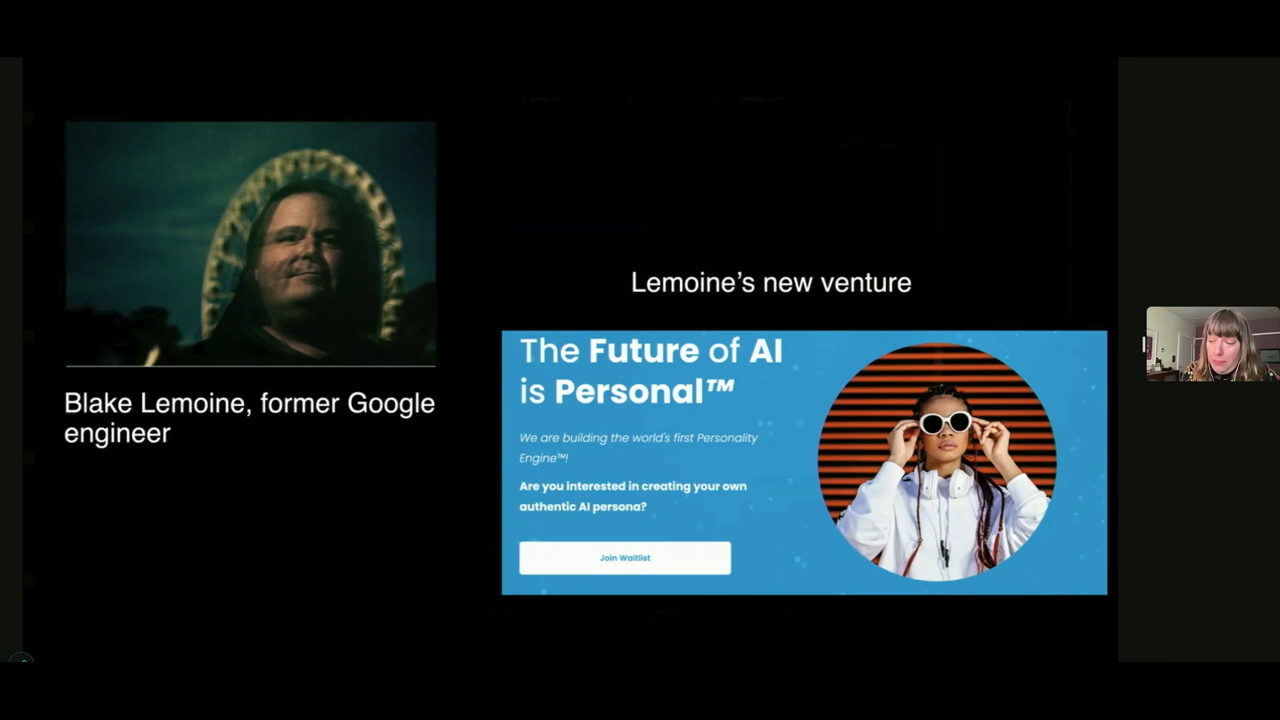 Blake Lemoine, former Google
engineer
Lemoine’s new venture
The Future of AI
is Personal™
We are building the world's first Personality
Engine™!
Are you interested in creating your own
authentic AI persona?
Join Waitlist